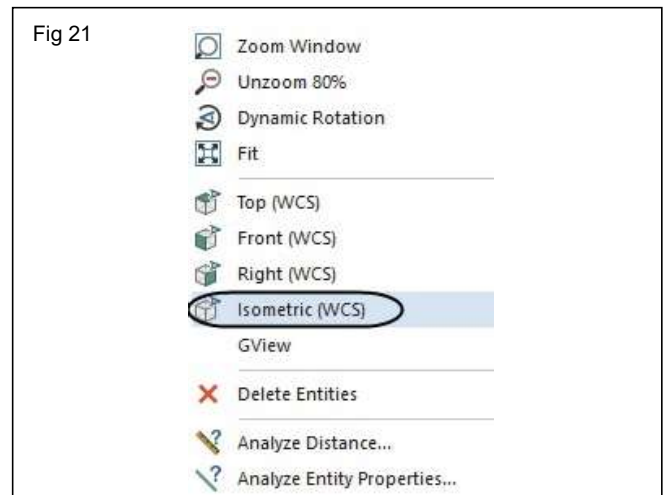 Fig 21
Zoom Window
Unzoom 80%
Dynamic Rotation
Fit
Top (WCS)
Front (WCS)
Right (WCS)
Isometric (WCS)
GView
Delete Entities
Analyze Distance...
Analyze Entity Properties...